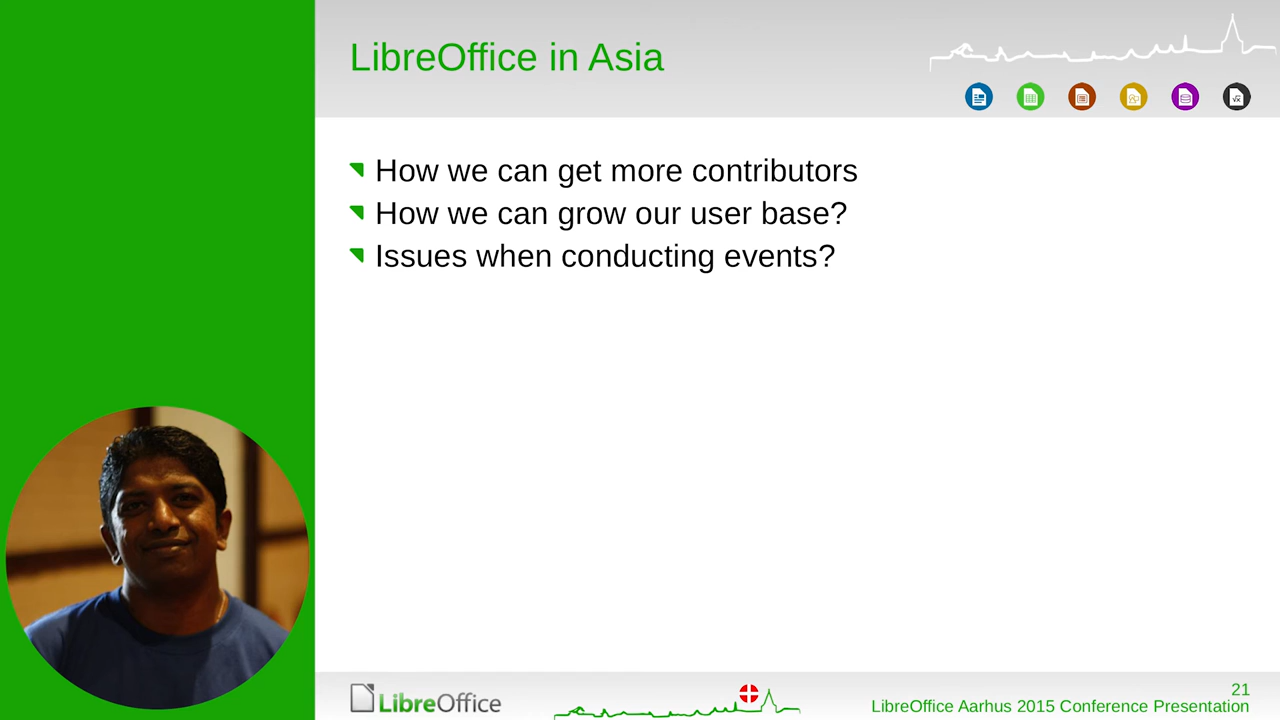 LibreOffice in Asia
How we can get more contributors
How we can grow our user base?
Issues when conducting events?
LibreOffice
21
LibreOffice Aarhus 2015 Conference Presentation